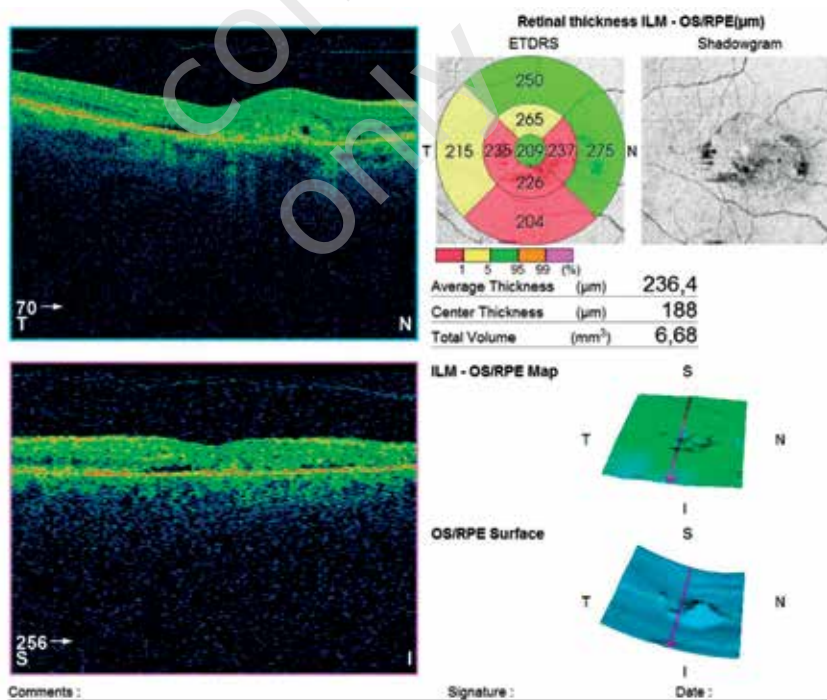 Retinal thickness ILM - OS/RPE(µm)
ETDRS
Shadowgram
250
265
T 215 235 209 237 275 N
226
204
1 5 95 99 (%)
Average Thickness (µm) 236,4
Center Thickness (µm) 188
Total Volume (mm³) 6,68
70
T N
ILM - OS/RPE Map
S
T N
I
OS/RPE Surface
S
T N
I
256
S I
Comments : Signature : Date :
only